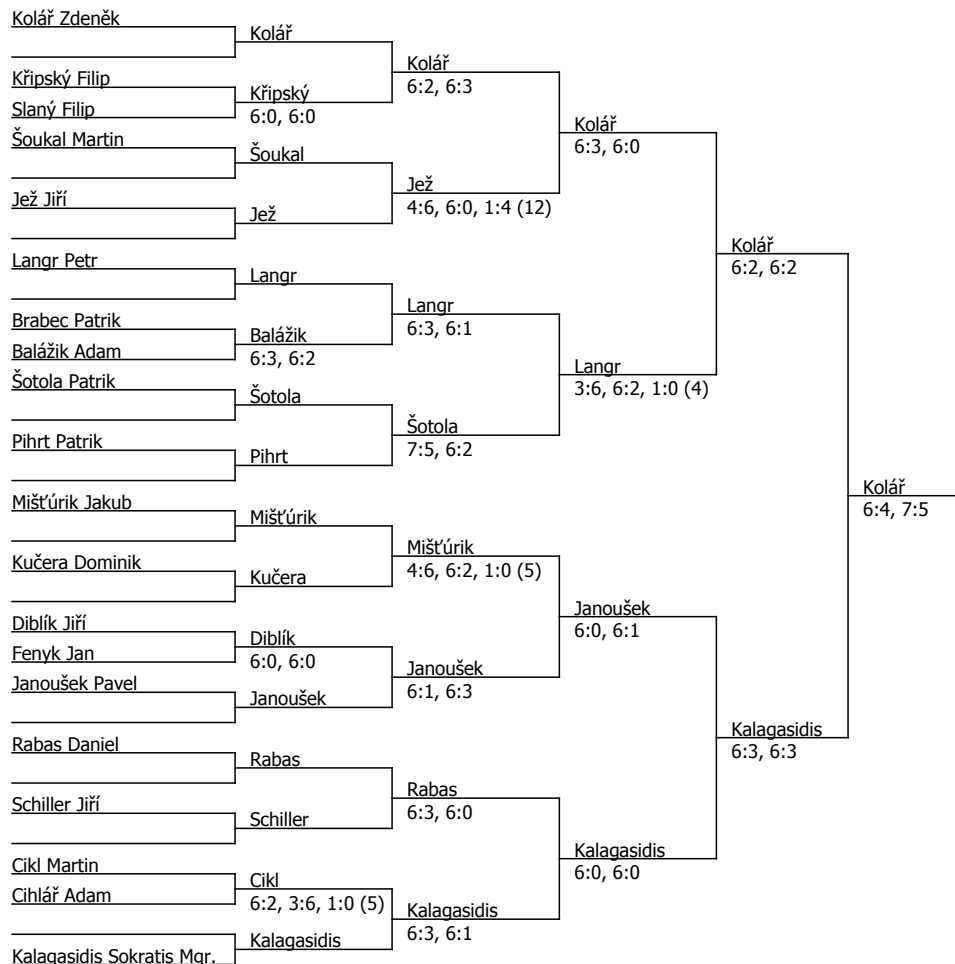 Kolář Zdeněk
Kolář
Kolář
6:2, 6:3
Křipský Filip
Křipský
Slaný Filip
6:0, 6:0
Kolář
6:3, 6:0
Šoukal Martin
Šoukal
Jež
4:6, 6:0, 1:4 (12)
Jež Jiří
Jež
Kolář
6:2, 6:2
Langr Petr
Langr
Langr
6:3, 6:1
Brabec Patrik
Balážik
Balážik Adam
6:3, 6:2
Langr
3:6, 6:2, 1:0 (4)
Šotola Patrik
Šotola
Šotola
7:5, 6:2
Pihrt Patrik
Pihrt
Kolář
6:4, 7:5
Mišťúrik Jakub
Mišťúrik
Mišťúrik
4:6, 6:2, 1:0 (5)
Kučera Dominik
Kučera
Janoušek
6:0, 6:1
Diblík Jiří
Diblík
Fenyk Jan
6:0, 6:0
Janoušek
6:1, 6:3
Janoušek Pavel
Janoušek
Kalagasidis
6:3, 6:3
Rabas Daniel
Rabas
Rabas
6:3, 6:0
Schiller Jiří
Schiller
Kalagasidis
6:0, 6:0
Cikl Martin
Cikl
Cihlář Adam
6:2, 3:6, 1:0 (5)
Kalagasidis
6:3, 6:1
Kalagasidis
Kalagasidis Sokratis Mgr.